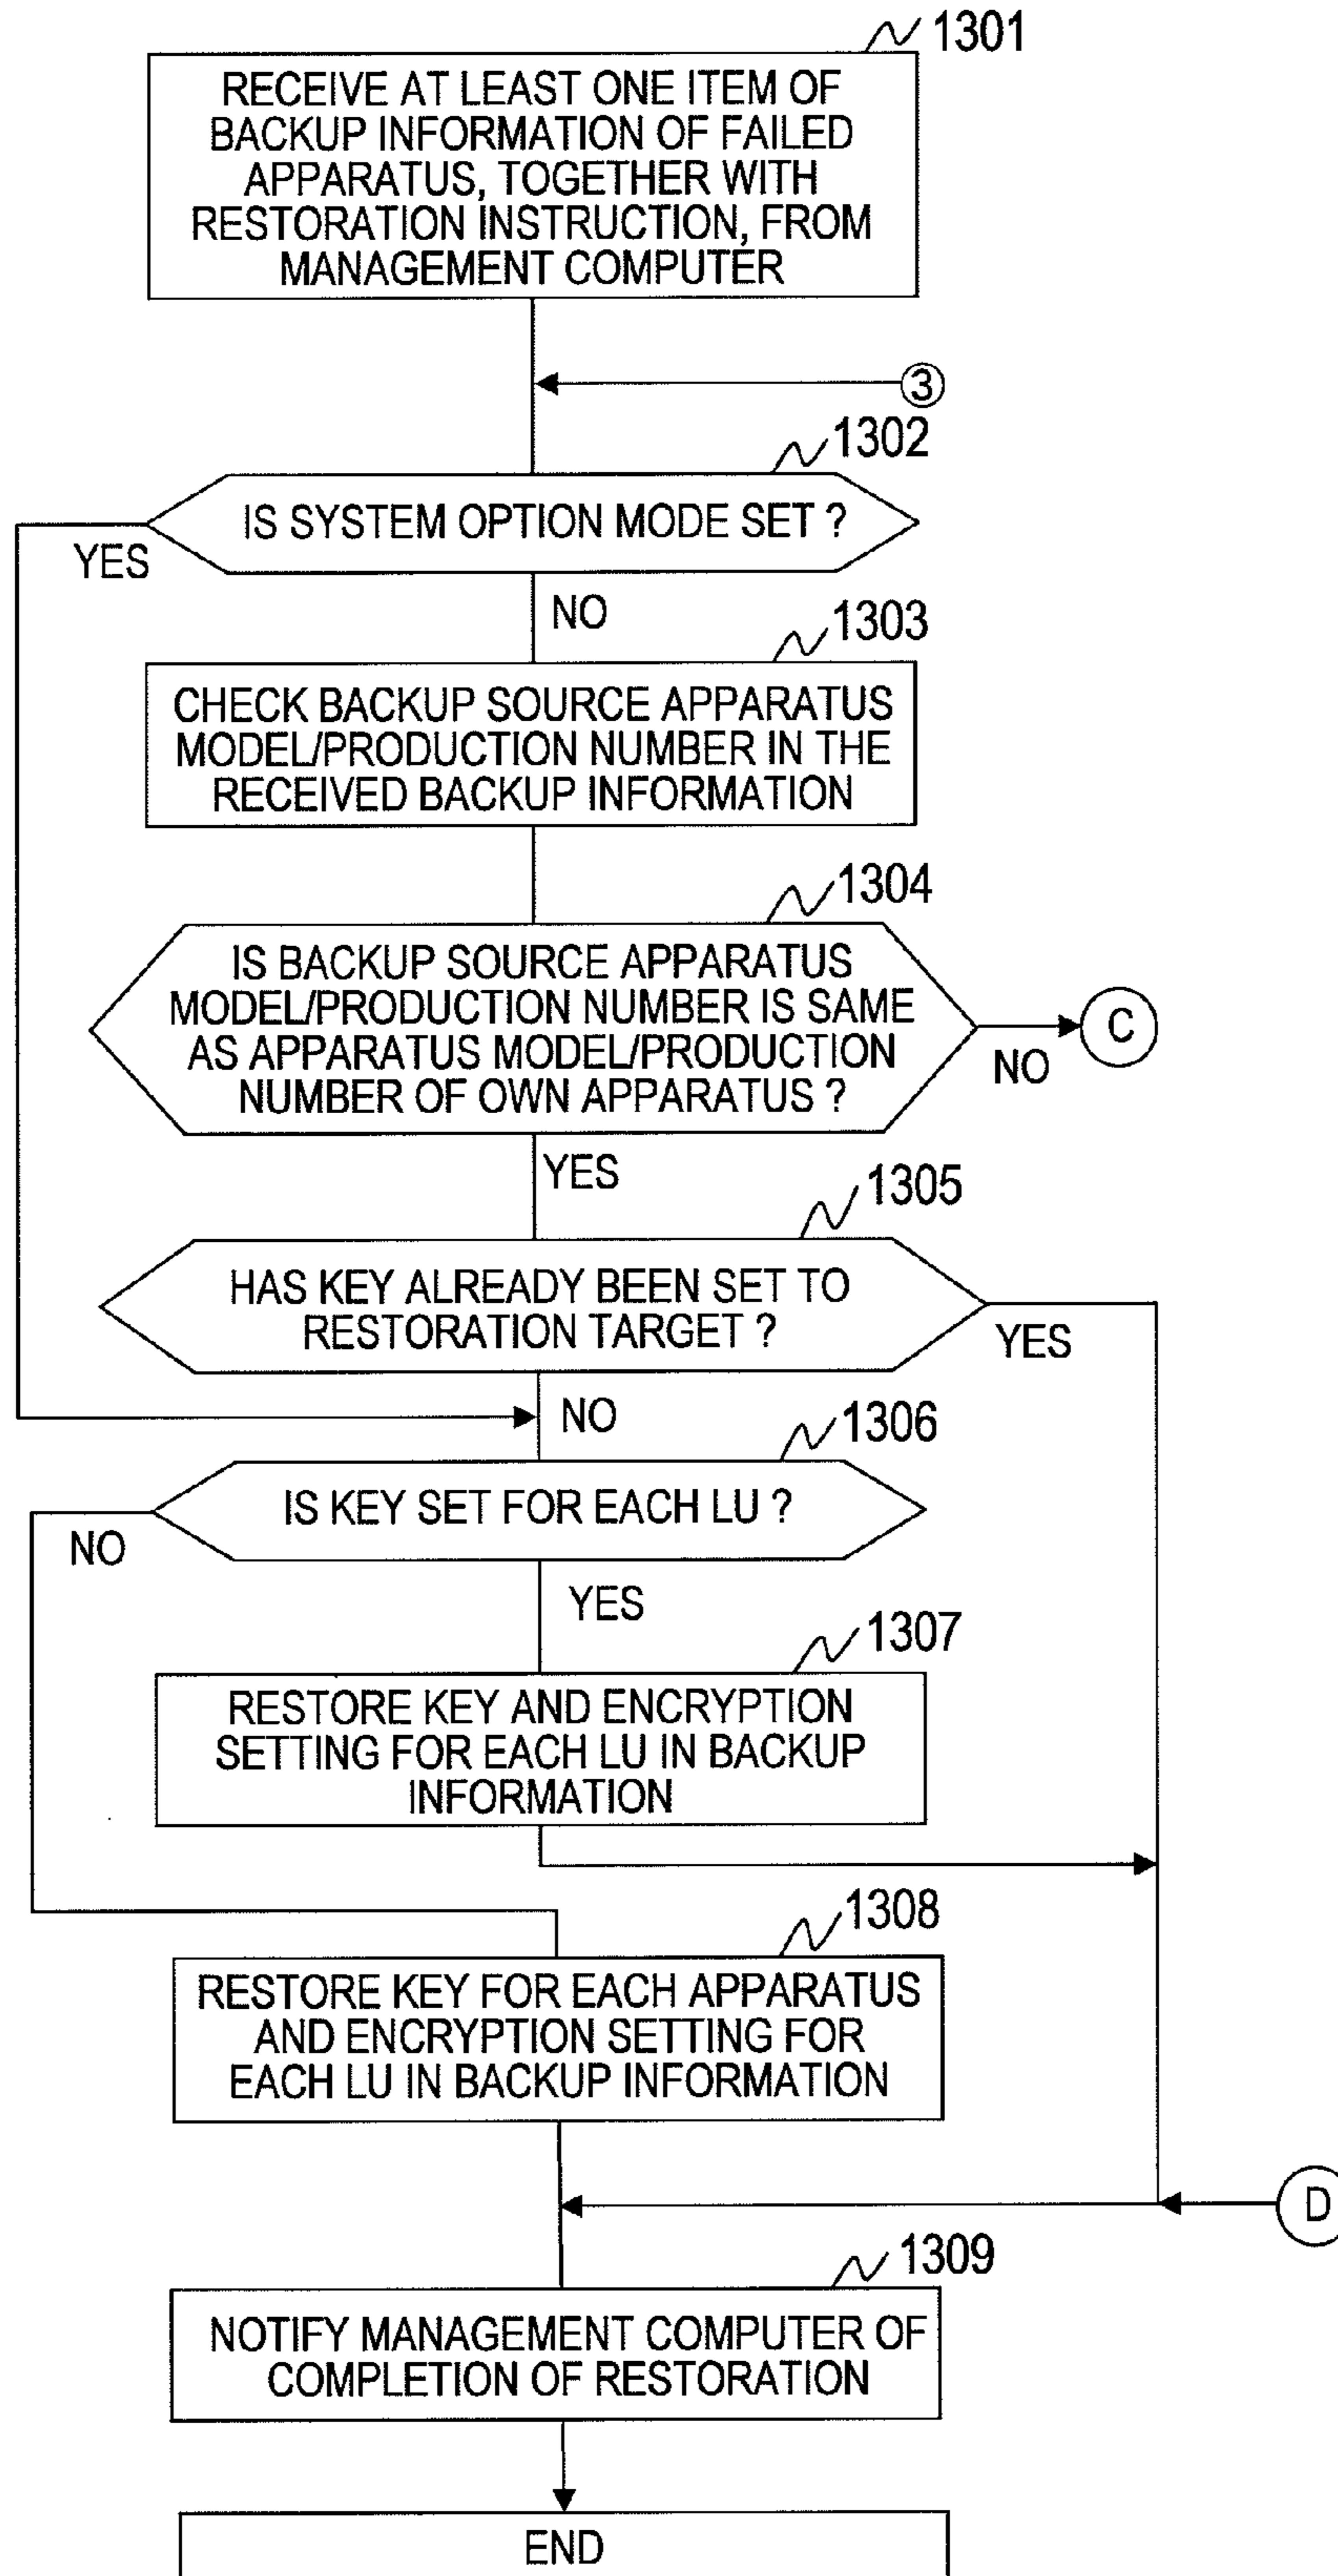 1301
RECEIVE AT LEAST ONE ITEM OF
BACKUP INFORMATION OF FAILED
APPARATUS, TOGETHER WITH
RESTORATION INSTRUCTION, FROM
MANAGEMENT COMPUTER
3
1302
IS SYSTEM OPTION MODE SET ?
YES
NO
1303
CHECK BACKUP SOURCE APPARATUS
MODEL/PRODUCTION NUMBER IN THE
RECEIVED BACKUP INFORMATION
1304
IS BACKUP SOURCE APPARATUS
MODEL/PRODUCTION NUMBER IS SAME
AS APPARATUS MODEL/PRODUCTION
NUMBER OF OWN APPARATUS ?
C
NO
YES
1305
HAS KEY ALREADY BEEN SET TO
RESTORATION TARGET ?
YES
NO
1306
IS KEY SET FOR EACH LU ?
NO
YES
1307
RESTORE KEY AND ENCRYPTION
SETTING FOR EACH LU IN BACKUP
INFORMATION
1308
RESTORE KEY FOR EACH APPARATUS
AND ENCRYPTION SETTING FOR
EACH LU IN BACKUP INFORMATION
D
1309
NOTIFY MANAGEMENT COMPUTER OF
COMPLETION OF RESTORATION
END